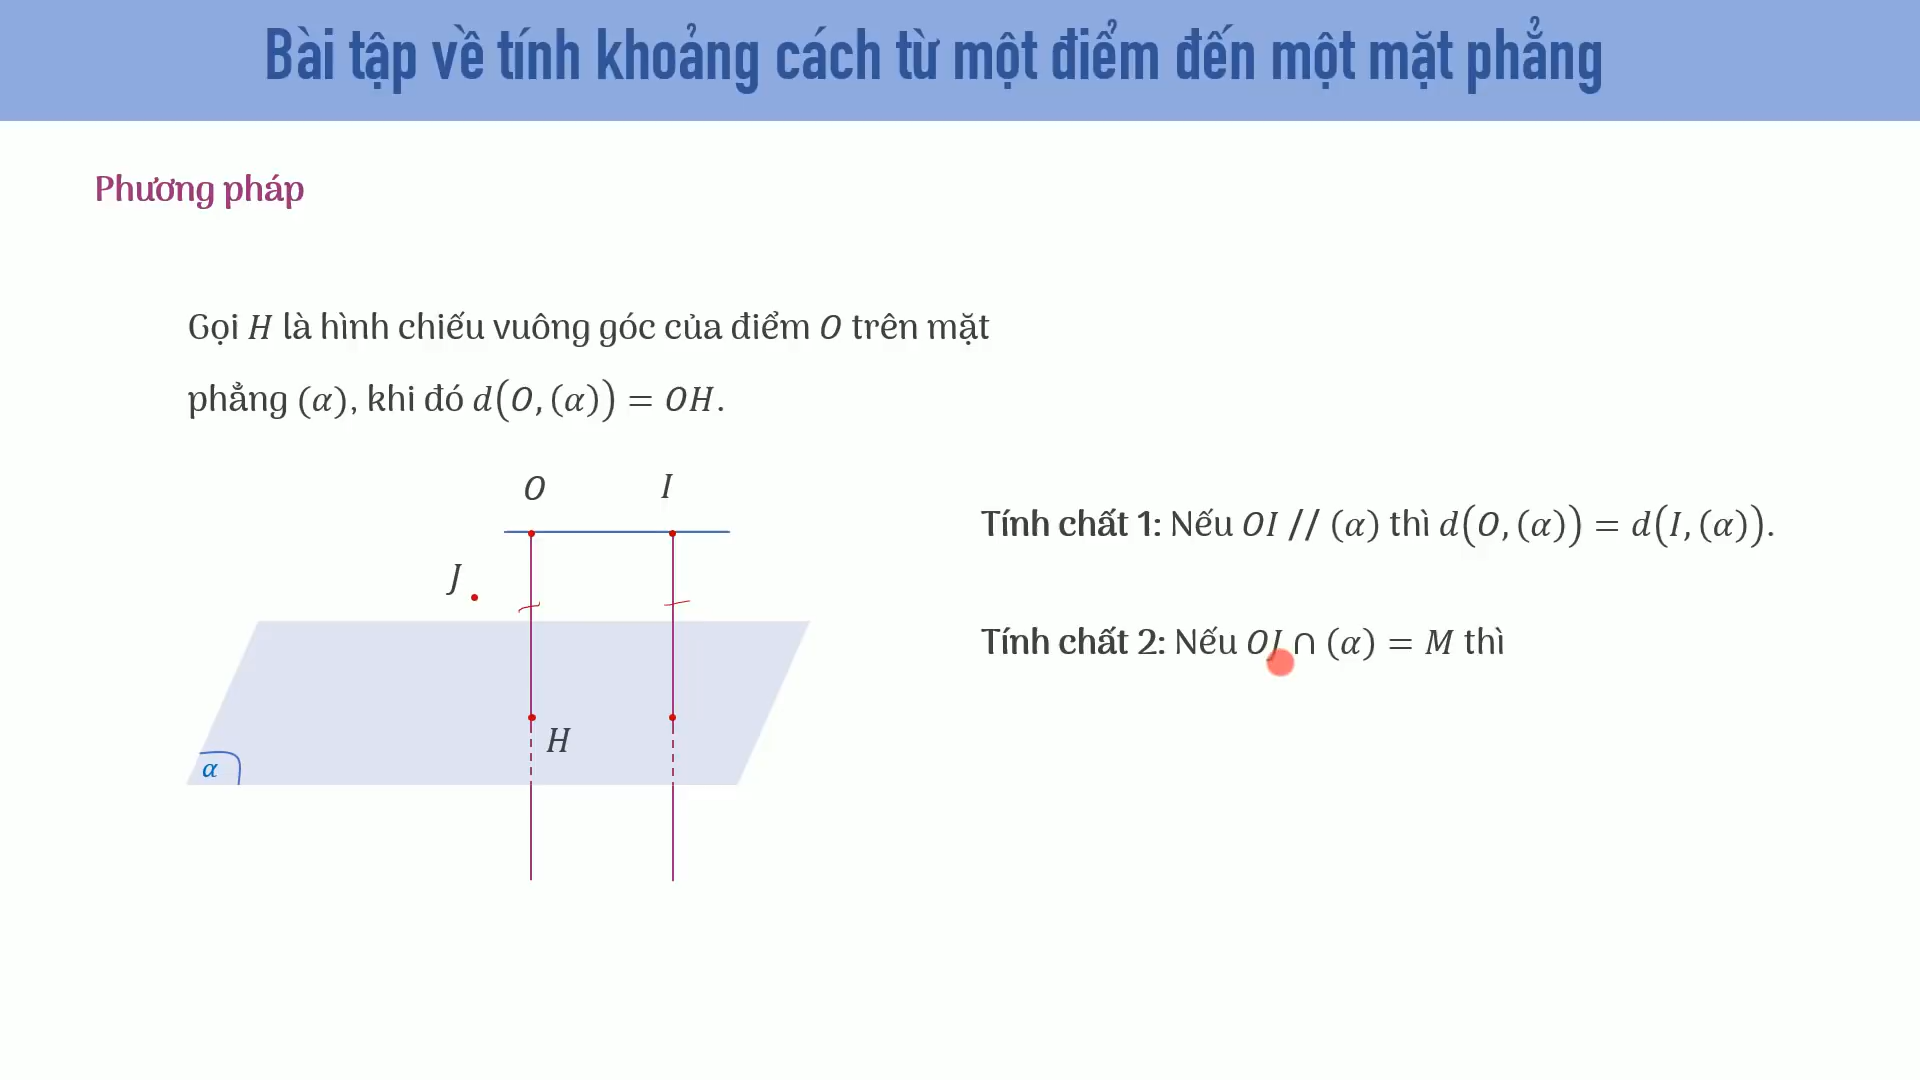 Bài tập về tính khoảng cách từ một điểm đến một mặt phẳng
Phương pháp
Gọi H là hình chiếu vuông góc của điểm O trên mặt
phẳng (α), khi đó d(O, (α)) = OH.
O
I
J
H
α
Tính chất 1: Nếu OI // (α) thì d(O, (α)) = d(I, (α)).
Tính chất 2: Nếu OJ ∩ (α) = M thì